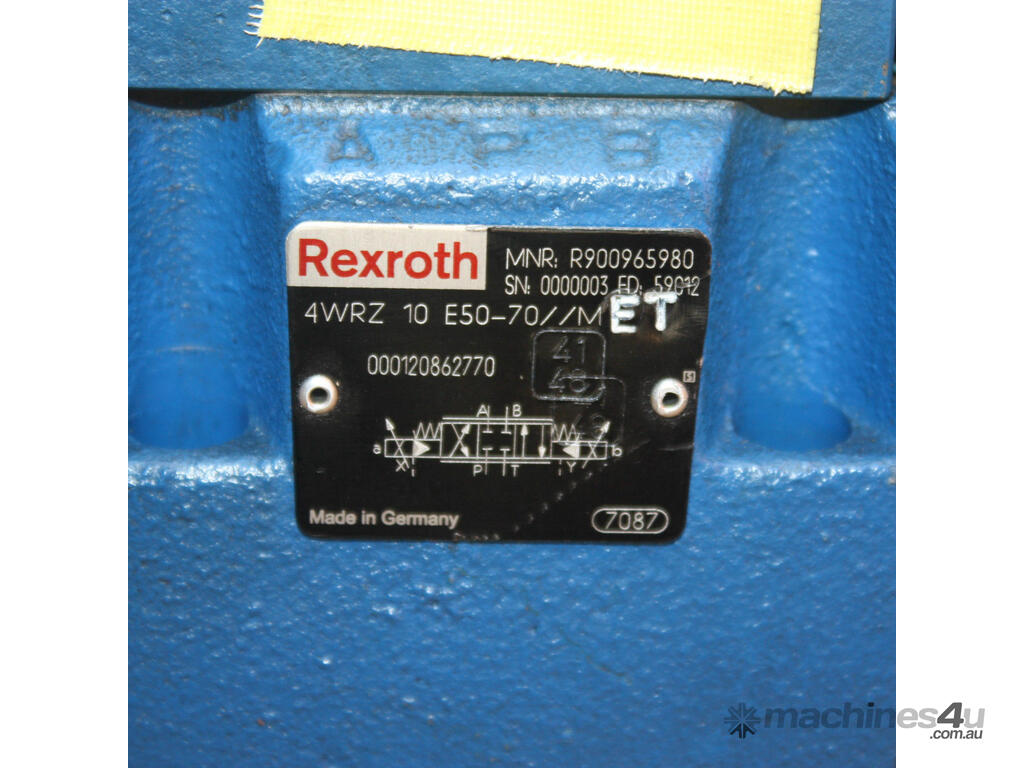 A P B
Rexroth
MNR: R900965980
SN: 0000003 FD: 59012
4WRZ 10 E50-70//M ET
000120862770
41
48
A B
a b
X P T Y
Made in Germany
7087
machines4u
.com.au